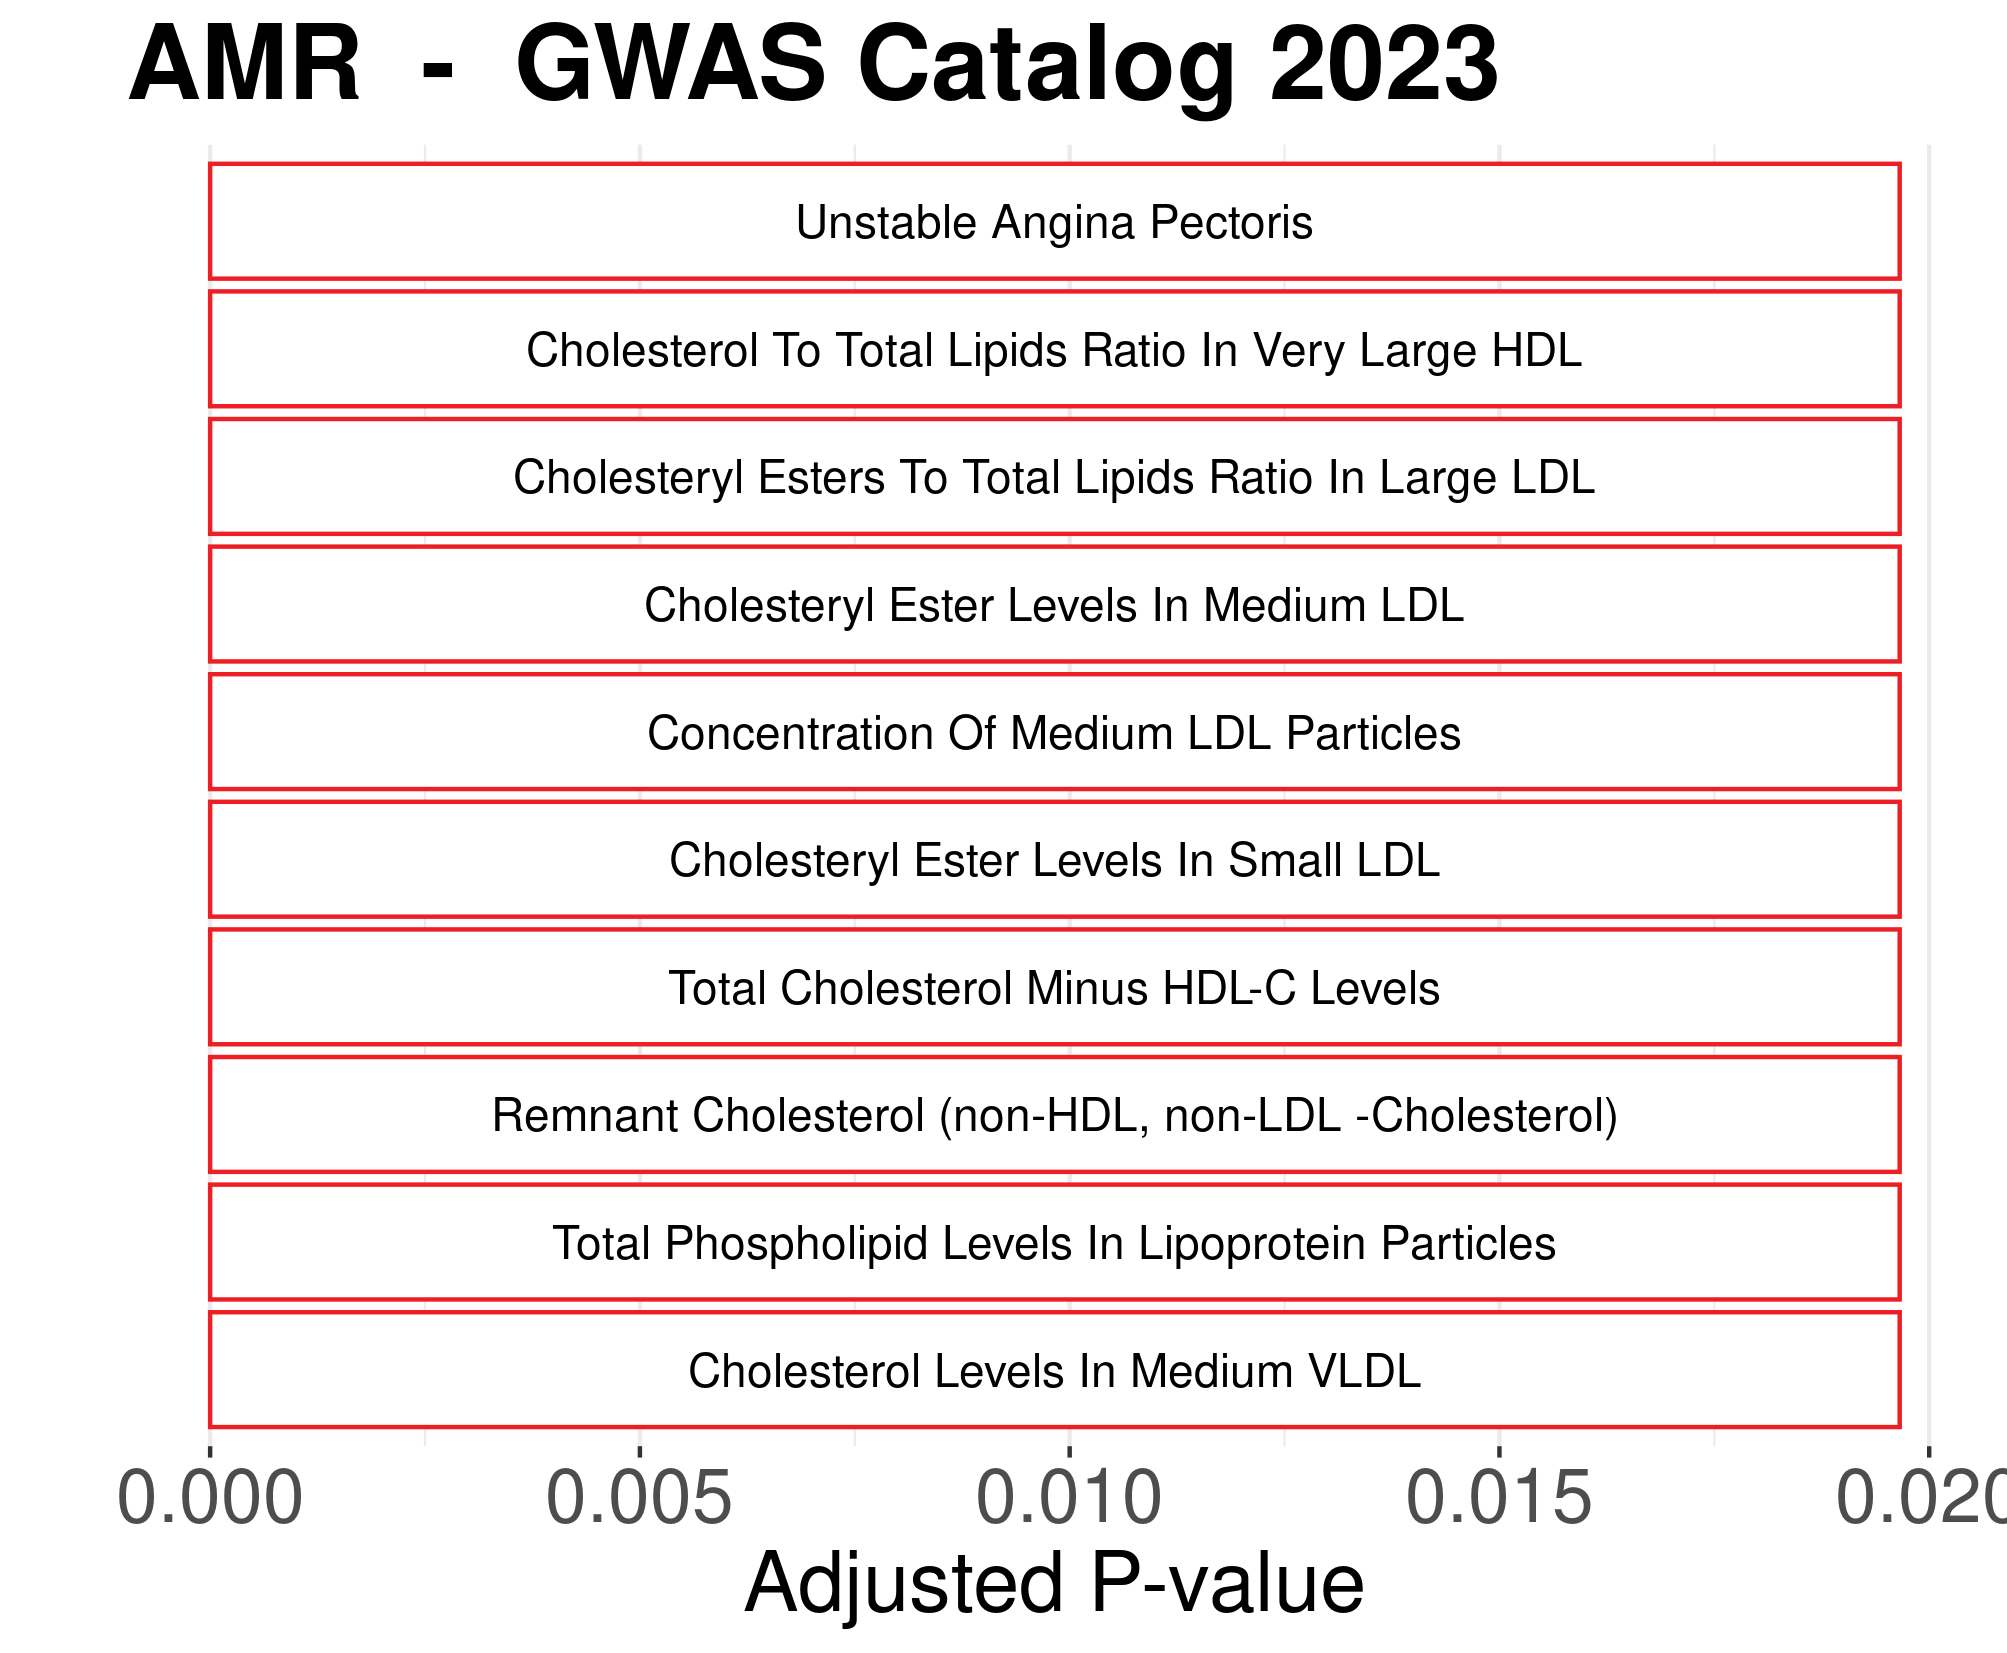 AMR - GWAS Catalog 2023
Unstable Angina Pectoris
Cholesterol To Total Lipids Ratio In Very Large HDL
Cholesteryl Esters To Total Lipids Ratio In Large LDL
Cholesteryl Ester Levels In Medium LDL
Concentration Of Medium LDL Particles
Cholesteryl Ester Levels In Small LDL
Total Cholesterol Minus HDL-C Levels
Remnant Cholesterol (non-HDL, non-LDL -Cholesterol)
Total Phospholipid Levels In Lipoprotein Particles
Cholesterol Levels In Medium VLDL
0.000 0.005 0.010 0.015 0.020
Adjusted P-value